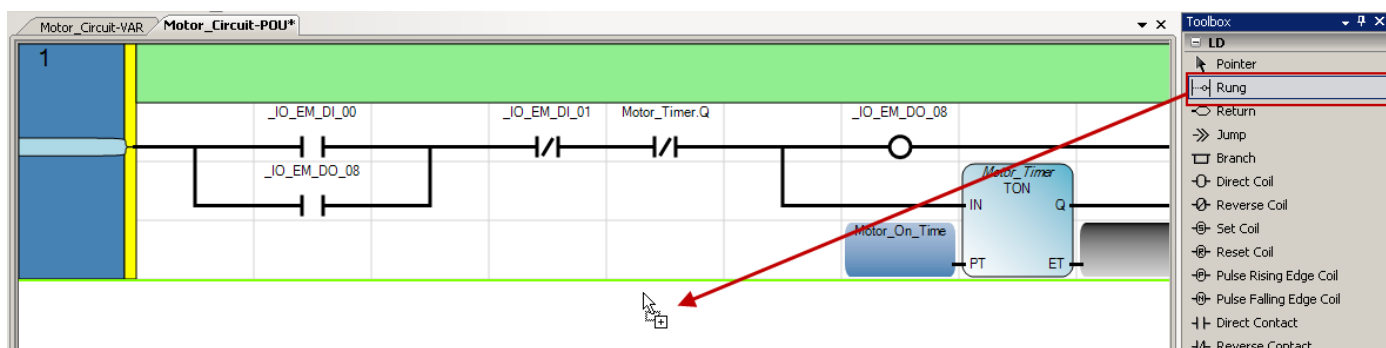 Motor_Circuit-VAR Motor_Circuit-POU* Toolbox
LD
1
Pointer
Rung
_IO_EM_DI_00 _IO_EM_DI_01 Motor_Timer.Q _IO_EM_DO_08
Return
Jump
Branch
_IO_EM_DO_08 Motor_Timer
Direct Coil
TON
IN Q
Reverse Coil
Motor_On_Time
Set Coil
Reset Coil
PT ET
Pulse Rising Edge Coil
Pulse Falling Edge Coil
Direct Contact
Reverse Contact